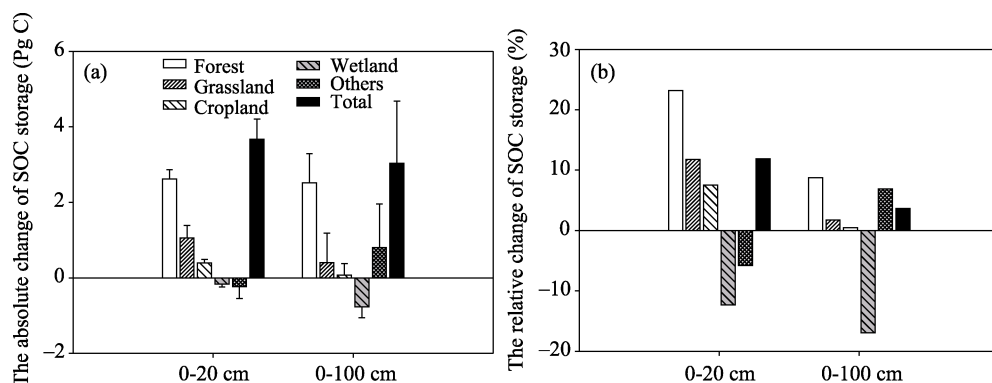 The absolute change of SOC storage (Pg C)
6
4
2
0
−2
(a)
Forest
Grassland
Cropland
Wetland
Others
Total
0-20 cm
0-100 cm
The relative change of SOC storage (%)
30
20
10
0
−10
−20
(b)
0-20 cm
0-100 cm